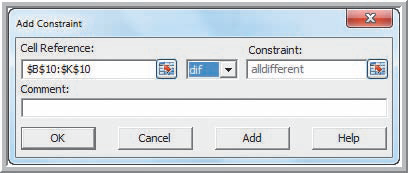 Add Constraint
Cell Reference: Constraint:
$B$10:$K$10 dif alldifferent
Comment:
OK Cancel Add Help